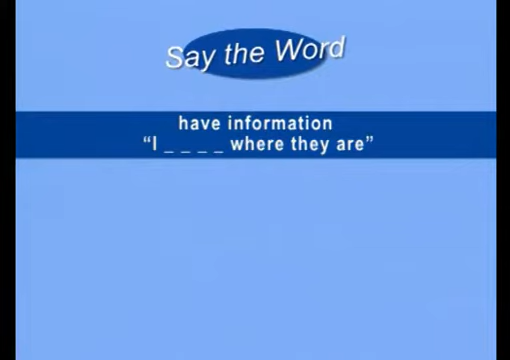 Say the Word
have information
“I _ _ _ _ where they are”